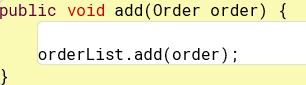 public void add(Order order) {
orderList.add(order);
}